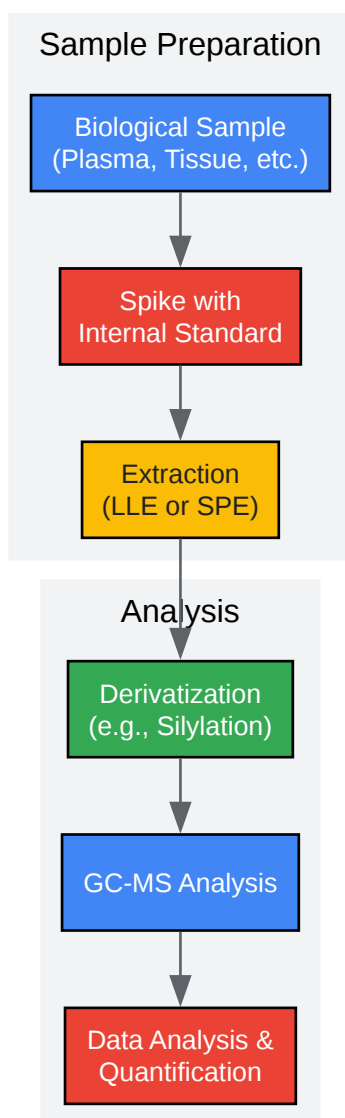 Sample Preparation
Biological Sample
(Plasma, Tissue, etc.)
Spike with
Internal Standard
Extraction
(LLE or SPE)
Analysis
Derivatization
(e.g., Silylation)
GC-MS Analysis
Data Analysis &
Quantification